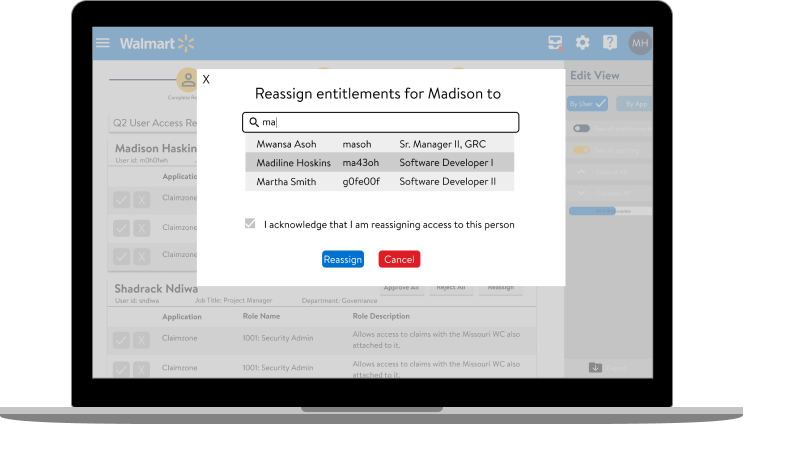 Walmart
MH
Edit View
By User
By App
Complete Re
X
Reassign entitlements for Madison to
ma
Mwansa Asoh masoh Sr. Manager II, GRC
Madiline Hoskins ma43oh Software Developer I
Martha Smith g0fe00f Software Developer II
I acknowledge that I am reassigning access to this person
Reassign Cancel
Q2 User Access Re
Madison Haskin
User id: m0h01wh
Applicatio
X Claimzone
X Claimzone
X Claimzone
Shadrack Ndiwa
Approve All Reject All Reassign
User id: sndiwa Job Title: Project Manager Department: Governance
Application Role Name Role Description
X Claimzone 1001: Security Admin Allows access to claims with the Missouri WC also
attached to it.
X Claimzone 1001: Security Admin Allows access to claims with the Missouri WC also
attached to it.